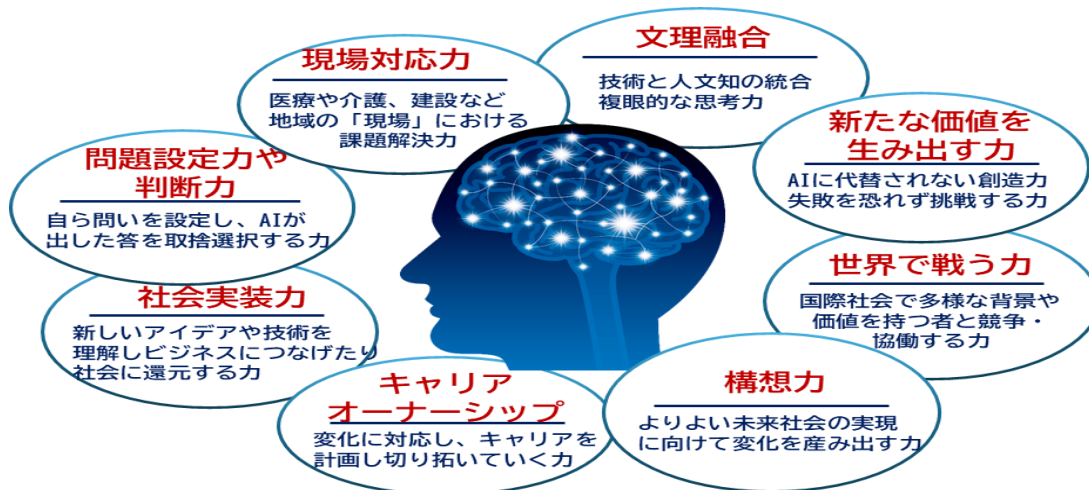 文理融合
技術と人文知の統合
複眼的な思考力
現場対応力
医療や介護、建設など
地域の「現場」における
課題解決力
新たな価値を
生み出す力
AIに代替されない創造力
失敗を恐れず挑戦する力
問題設定力や
判断力
自ら問いを設定し、AIが
出した答を取捨選択する力
世界で戦う力
国際社会で多様な背景や
価値を持つ者と競争・
協働する力
社会実装力
新しいアイデアや技術を
理解しビジネスにつなげたり
社会に還元する力
キャリア
オーナーシップ
変化に対応し、キャリアを
計画し切り拓いていく力
構想力
よりよい未来社会の実現
に向けて変化を産み出す力